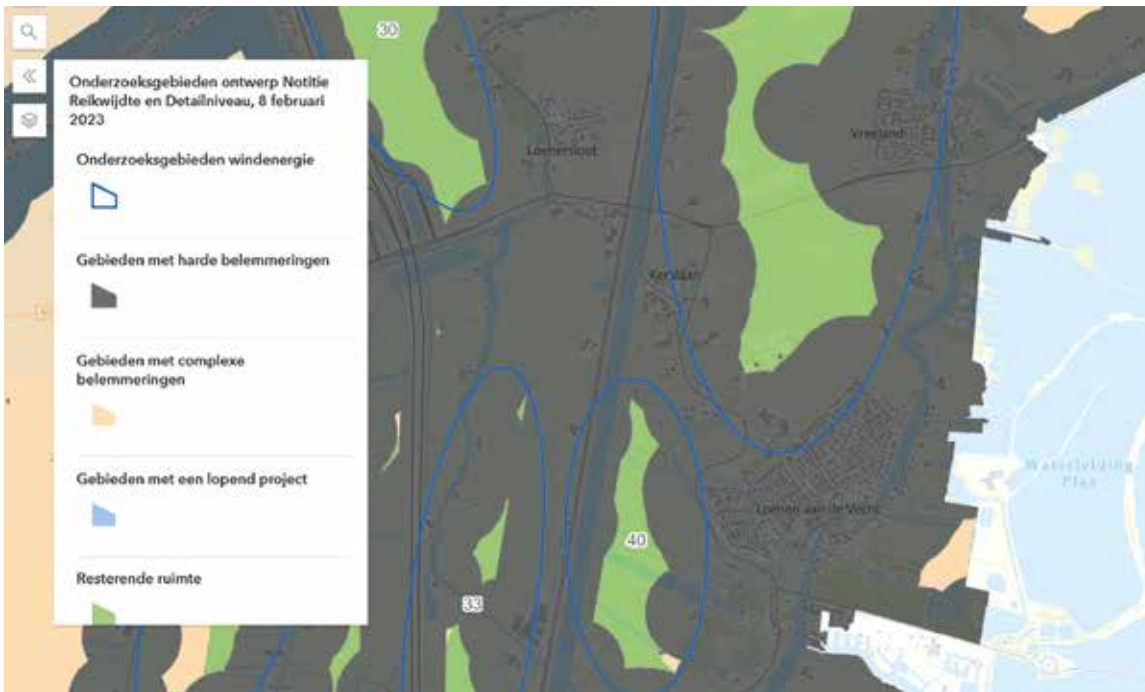 Onderzoeksgebieden ontwerp Notitie
Reikwijdte en Detailniveau, 8 februari
2023
Onderzoeksgebieden windenergie
Gebieden met harde belemmeringen
Gebieden met complexe
belemmeringen
Gebieden met een lopend project
Resterende ruimte
30
Loenersloot
Vreeland
Kerklaan
Loenen aan de Vecht
40
33
Waterleiding
Plas